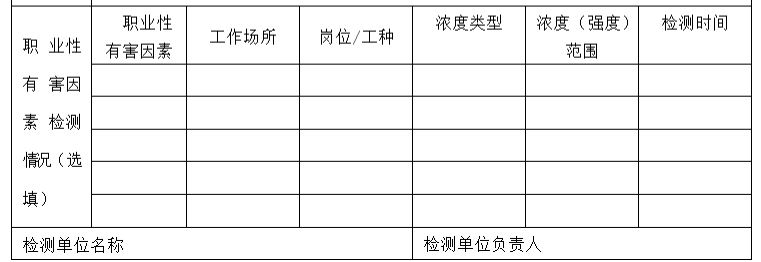 职 业性
有 害因
素 检测
情况（选
填）
职业性
有害因素
工作场所
岗位/工种
浓度类型
浓度（强度）
范围
检测时间
检测单位名称
检测单位负责人